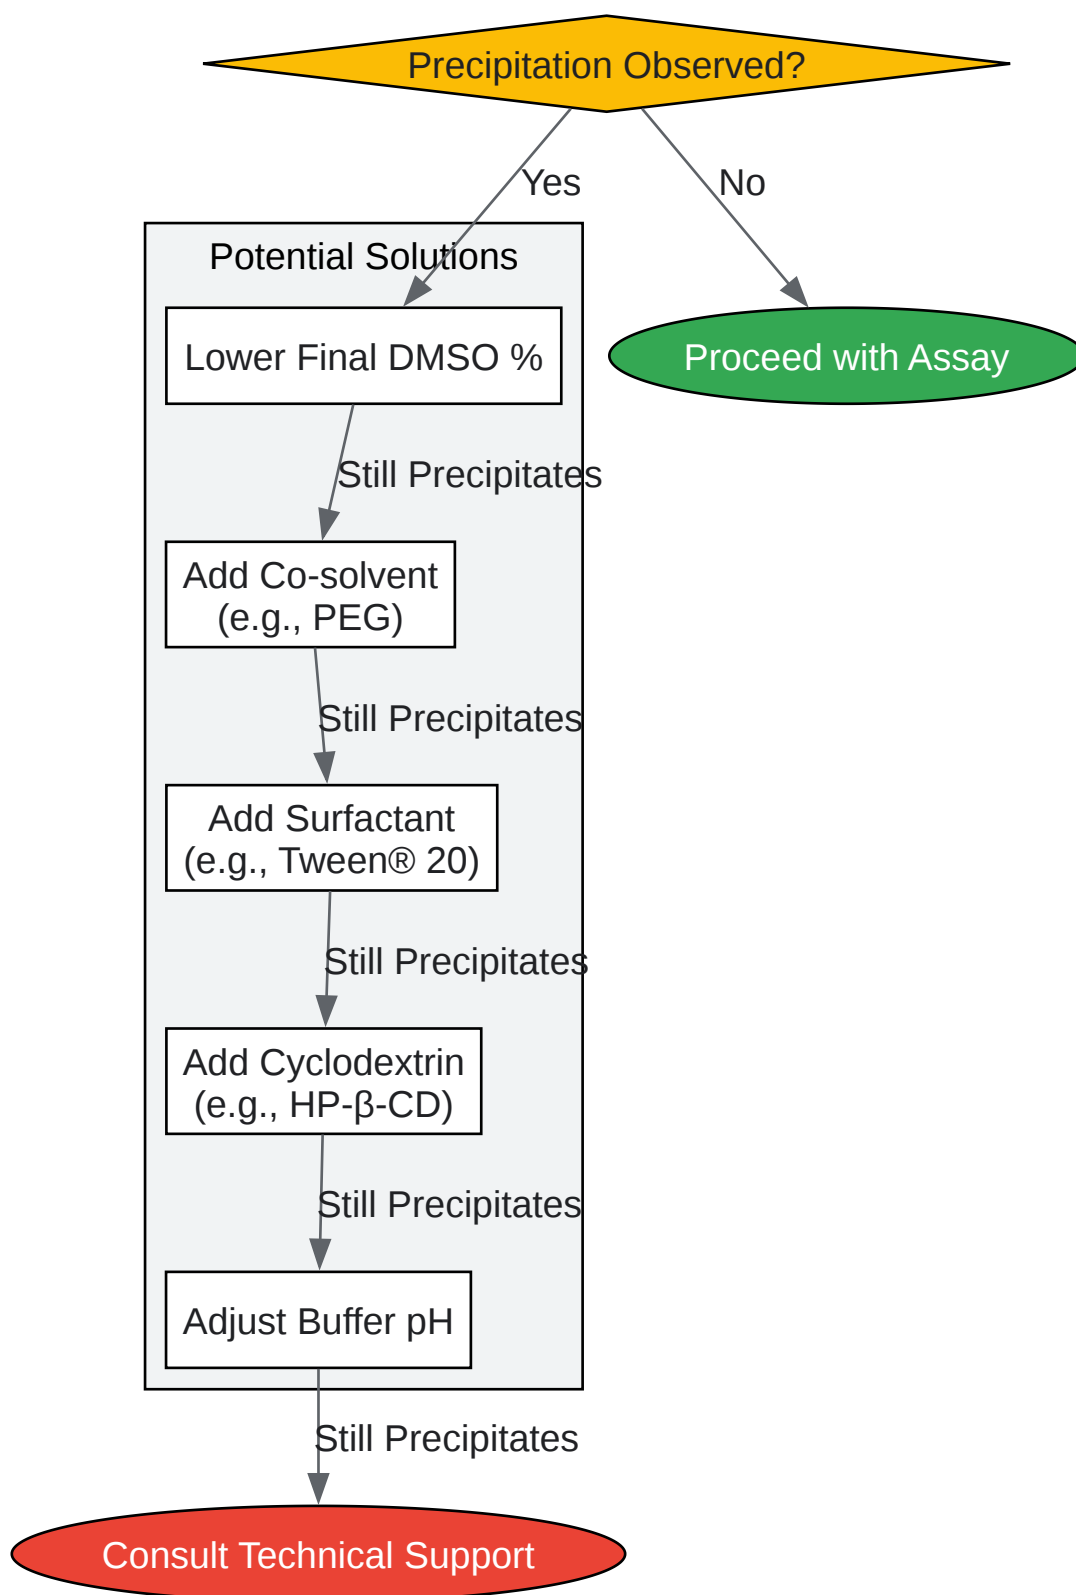 Precipitation Observed?
Yes
No
Potential Solutions
Lower Final DMSO %
Proceed with Assay
Still Precipitates
Add Co-solvent
(e.g., PEG)
Still Precipitates
Add Surfactant
(e.g., Tween® 20)
Still Precipitates
Add Cyclodextrin
(e.g., HP-β-CD)
Still Precipitates
Adjust Buffer pH
Still Precipitates
Consult Technical Support